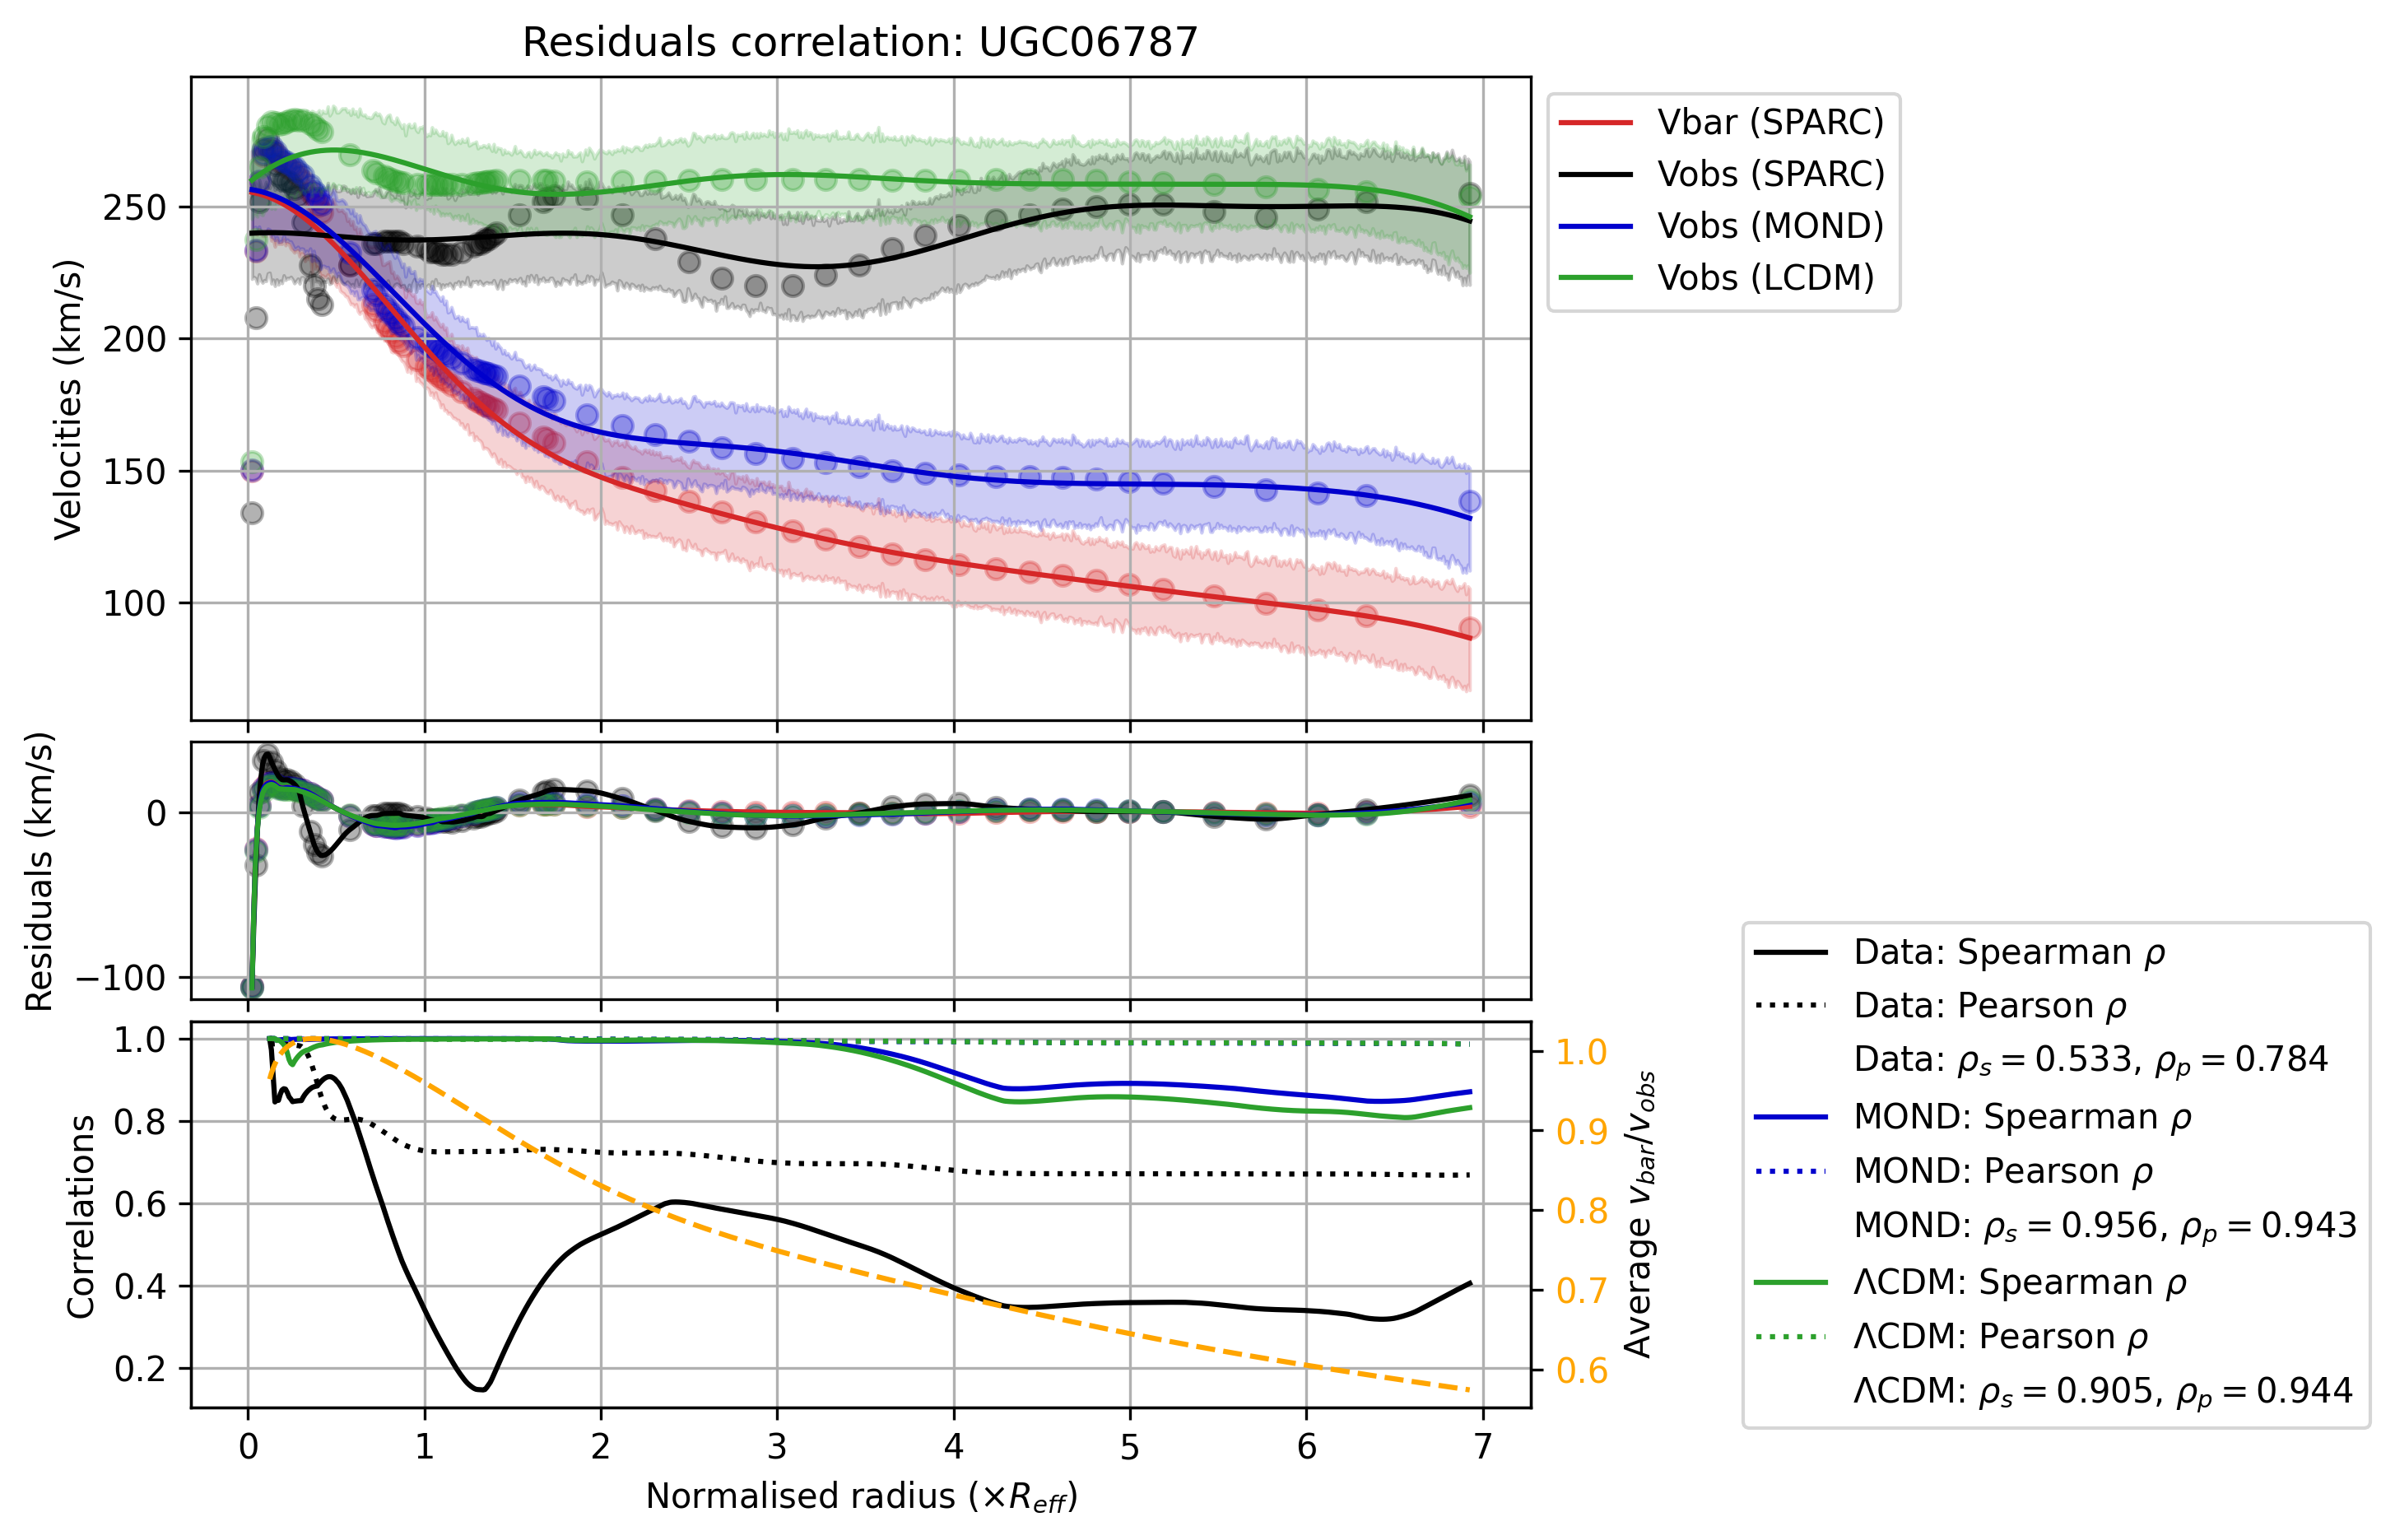 Residuals correlation: UGC06787
Velocities (km/s)
250
200
150
100
Vbar (SPARC)
Vobs (SPARC)
Vobs (MOND)
Vobs (LCDM)
Residuals (km/s)
0
−100
Correlations
1.0
0.8
0.6
0.4
0.2
1.0
0.9
0.8
0.7
0.6
Average v_bar/v_obs
0 1 2 3 4 5 6 7
Normalised radius (×R_eff)
Data: Spearman ρ
Data: Pearson ρ
Data: ρ_s = 0.533, ρ_p = 0.784
MOND: Spearman ρ
MOND: Pearson ρ
MOND: ρ_s = 0.956, ρ_p = 0.943
ΛCDM: Spearman ρ
ΛCDM: Pearson ρ
ΛCDM: ρ_s = 0.905, ρ_p = 0.944